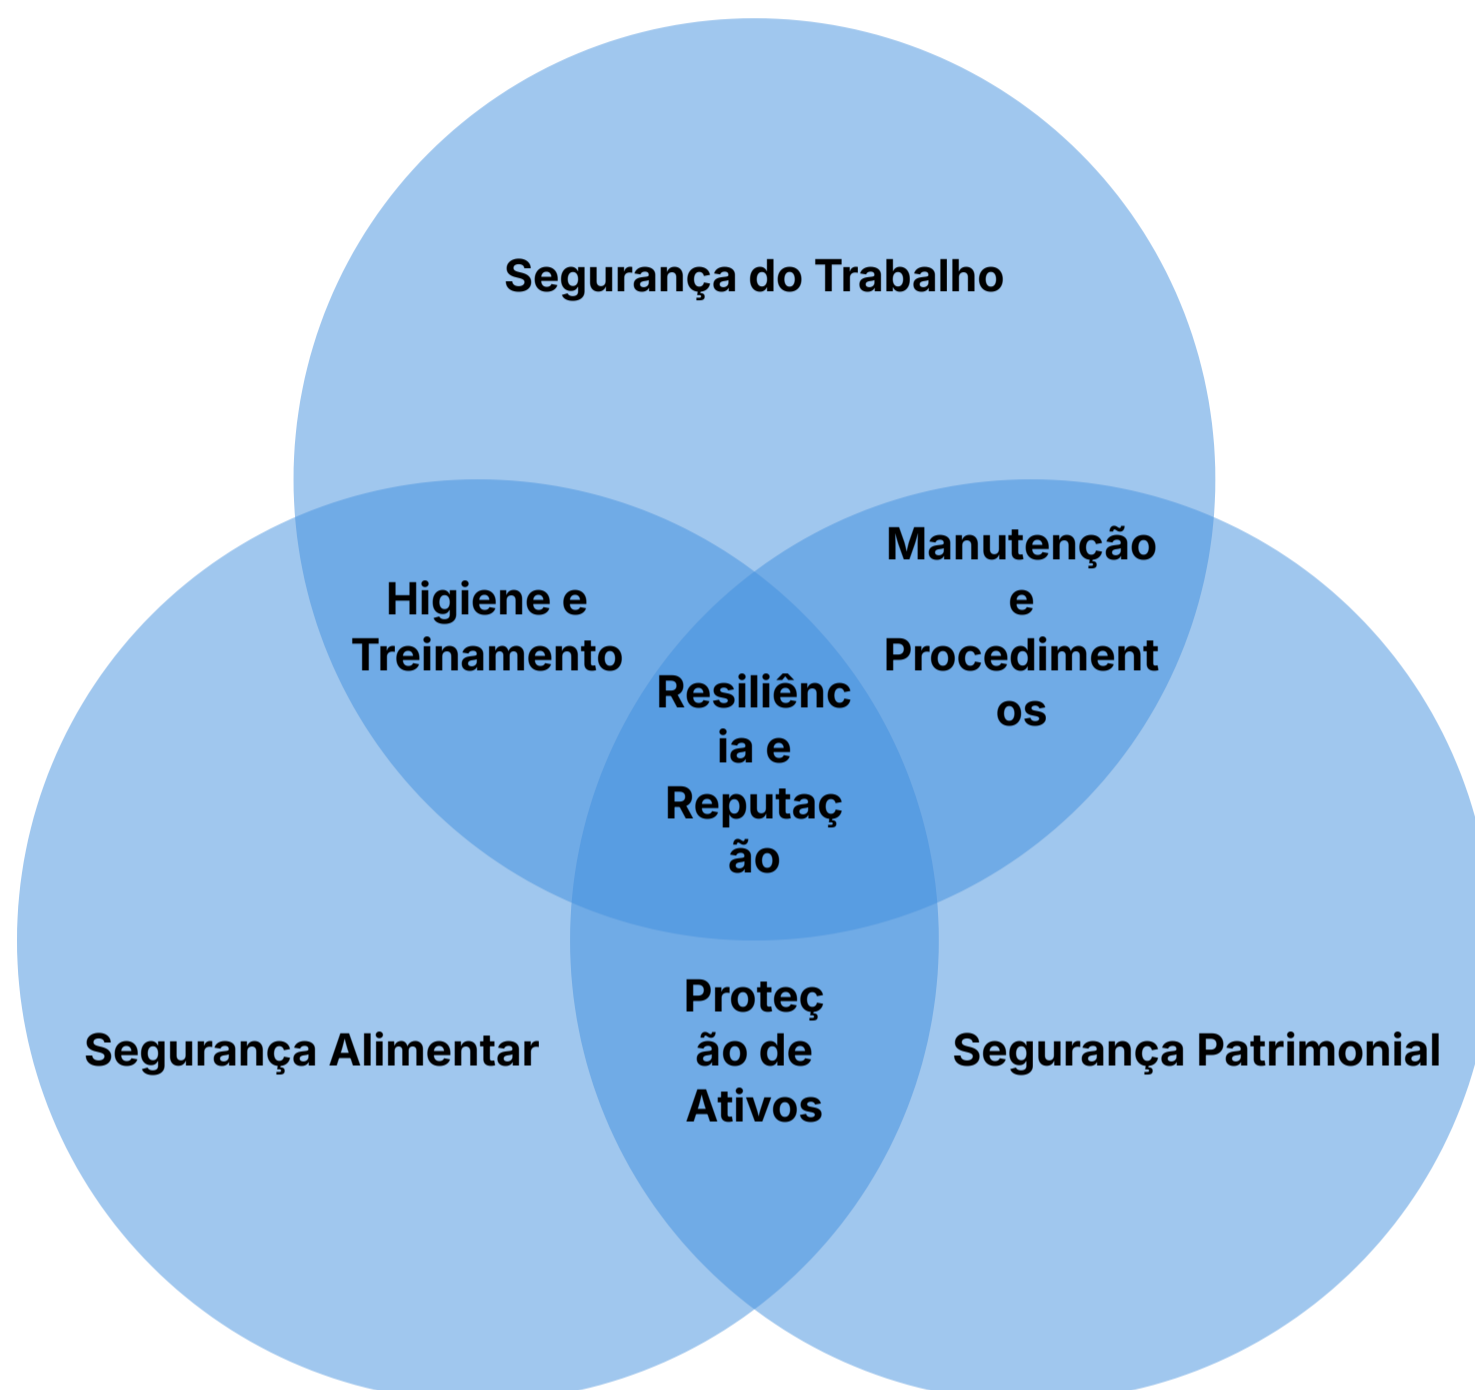 Segurança do Trabalho
Higiene e
Treinamento
Manutenção
e
Procediment
os
Resiliênc
ia e
Reputaç
ão
Segurança Alimentar
Proteç
ão de
Ativos
Segurança Patrimonial